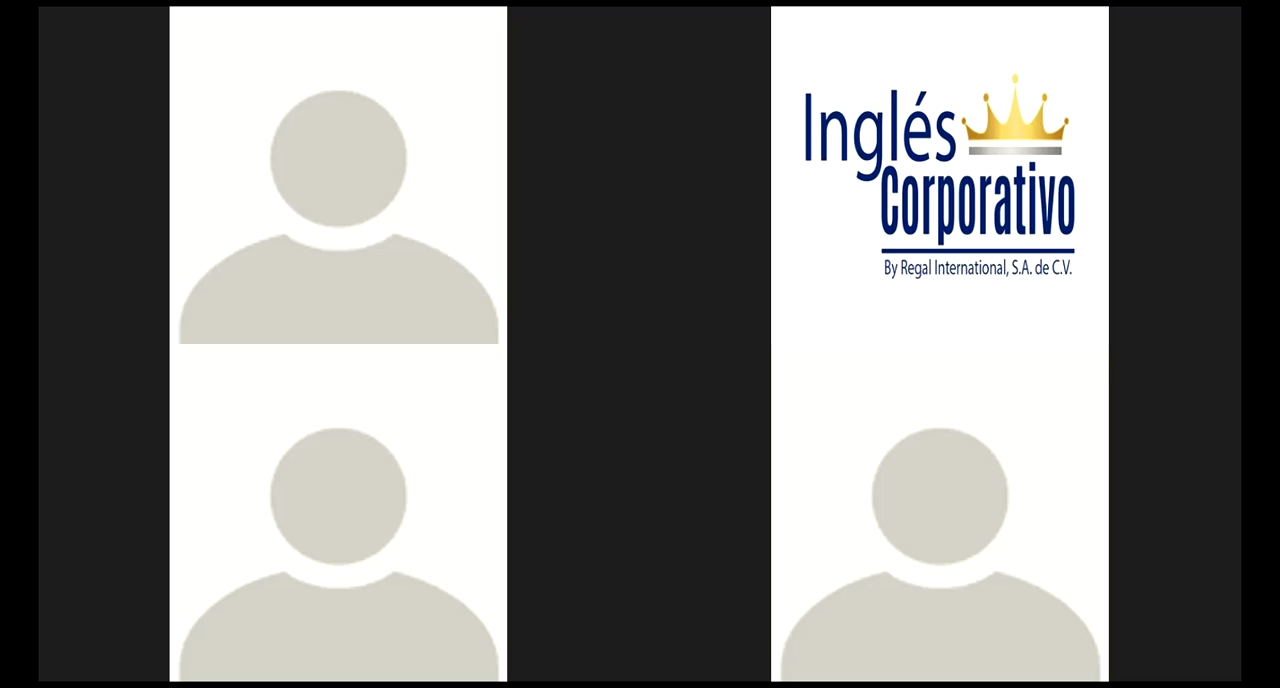 Inglés
Corporativo
By Regal International, S.A. de C.V.